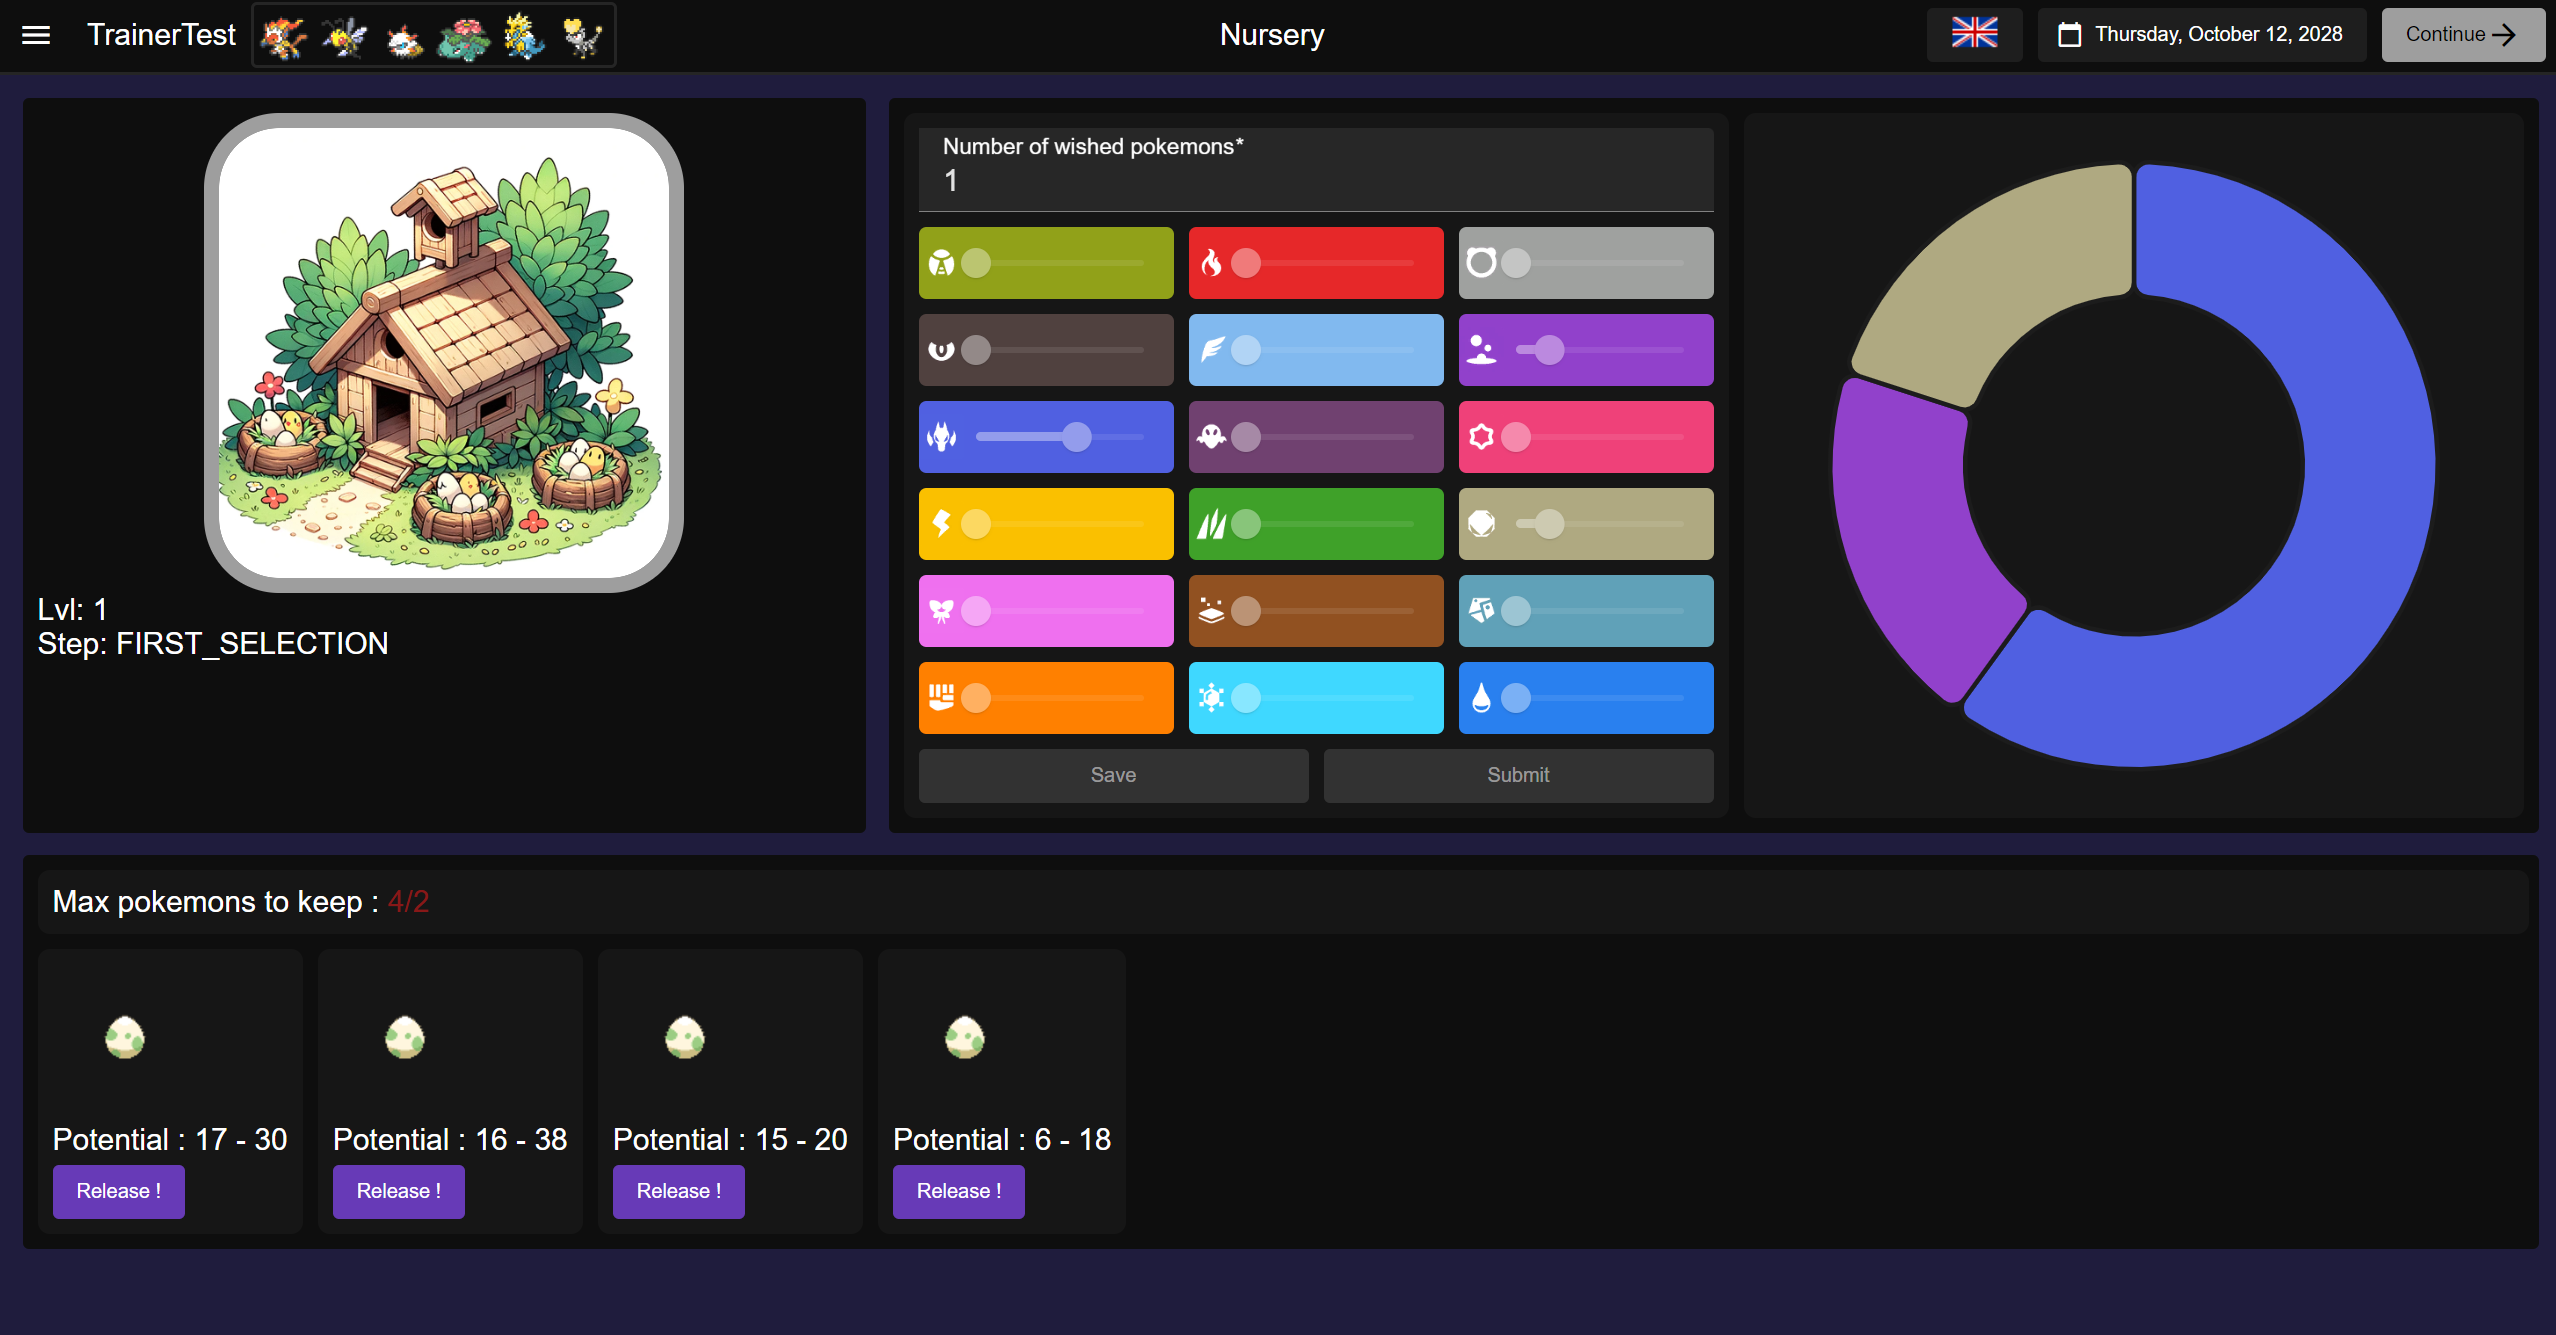 TrainerTest
Nursery
Thursday, October 12, 2028
Continue
Lvl: 1
Step: FIRST_SELECTION
Number of wished pokemons*
1
Save
Submit
Max pokemons to keep : 4/2
Potential : 17 - 30
Release !
Potential : 16 - 38
Release !
Potential : 15 - 20
Release !
Potential : 6 - 18
Release !